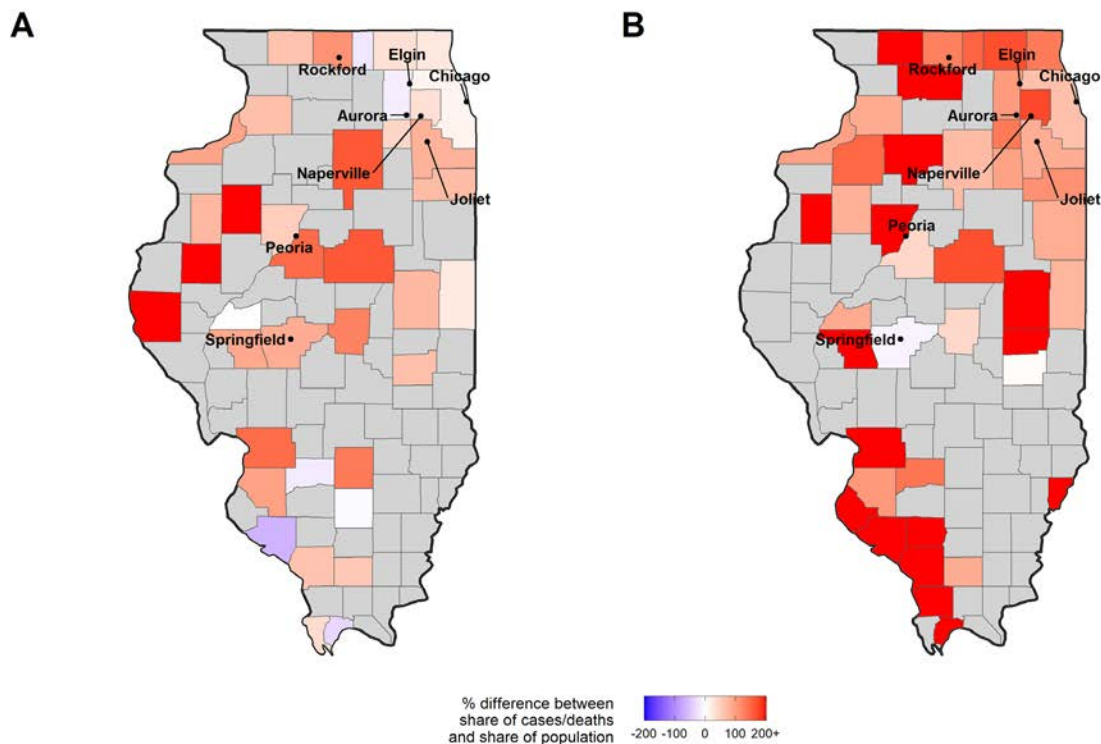 A
B
Elgin
Rockford
Chicago
Aurora
Naperville
Joliet
Peoria
Springfield
Elgin
Rockford
Chicago
Aurora
Naperville
Joliet
Peoria
Springfield
% difference between
share of cases/deaths
and share of population
-200 -100 0 100 200+